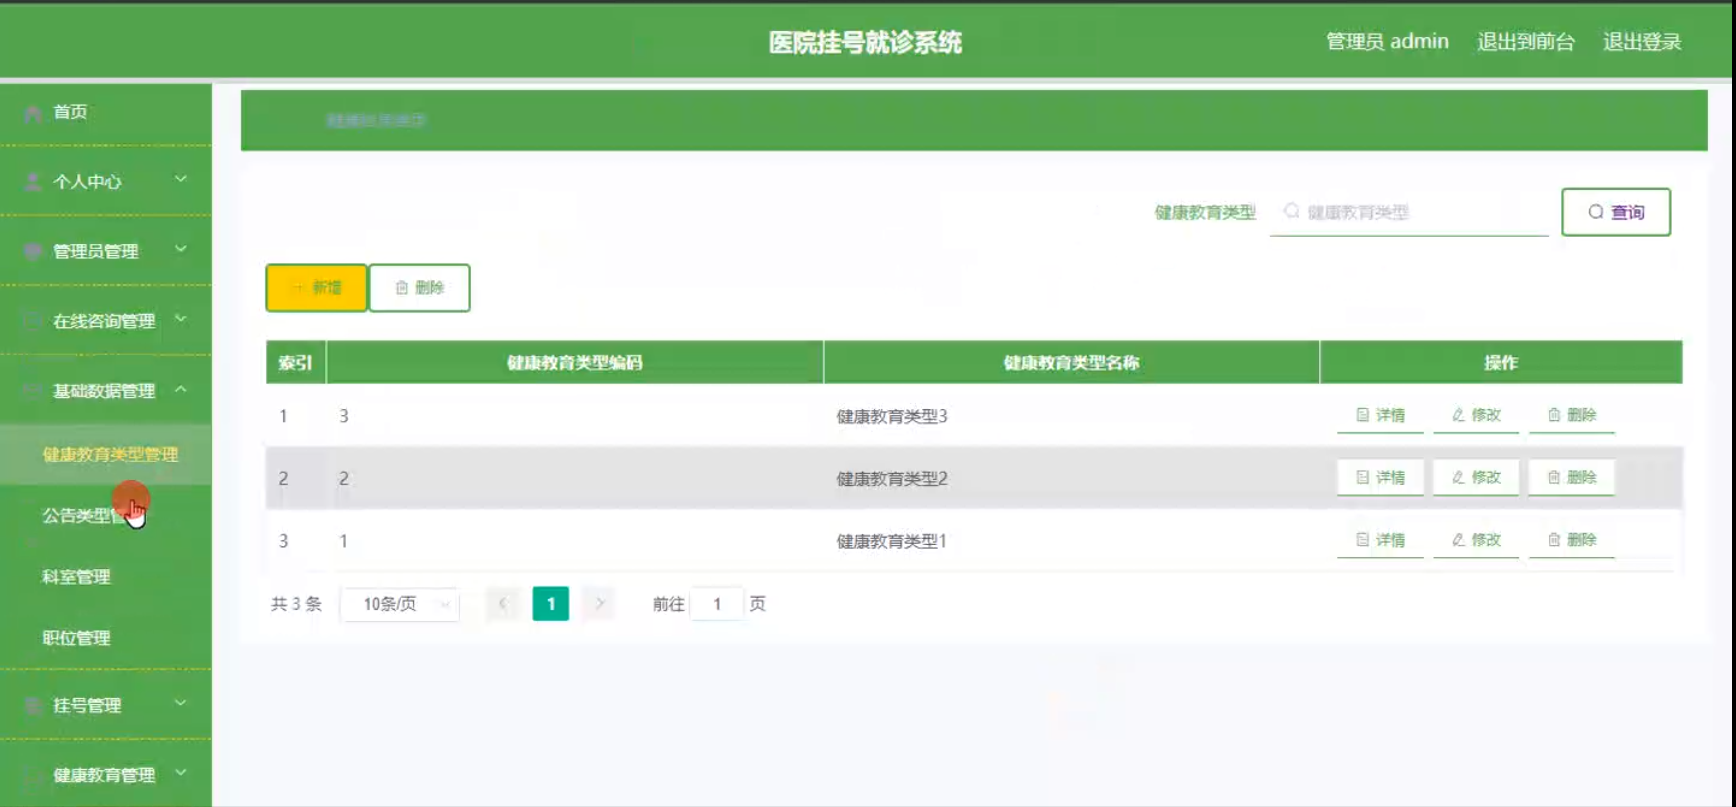 医院挂号就诊系统
管理员 admin 退出到前台 退出登录
首页
个人中心
管理员管理
在线咨询管理
基础数据管理
健康教育类型管理
公告类型管
科室管理
职位管理
挂号管理
健康教育管理
健康教育类型 健康教育类型 查询
新增 删除
索引 健康教育类型编码 健康教育类型名称 操作
1 3 健康教育类型3 详情 修改 删除
2 2 健康教育类型2 详情 修改 删除
3 1 健康教育类型1 详情 修改 删除
共 3 条 10条/页 1 前往 1 页